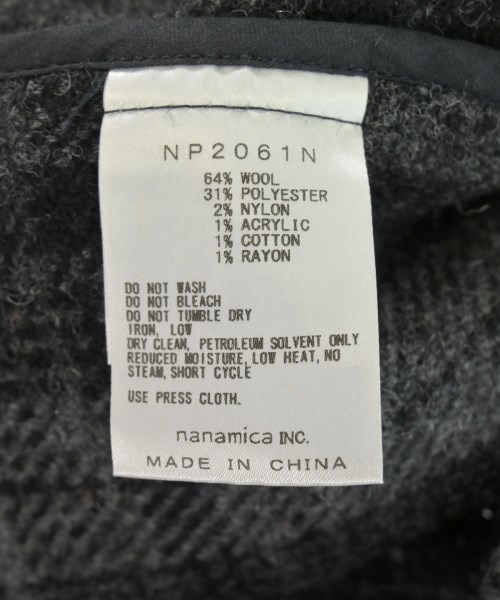 NP2061N
64% WOOL
31% POLYESTER
2% NYLON
1% ACRYLIC
1% COTTON
1% RAYON
DO NOT WASH
DO NOT BLEACH
DO NOT TUMBLE DRY
IRON, LOW
DRY CLEAN, PETROLEUM SOLVENT ONLY
REDUCED MOISTURE, LOW HEAT, NO
STEAM, SHORT CYCLE
USE PRESS CLOTH.
nanamica INC.
MADE IN CHINA